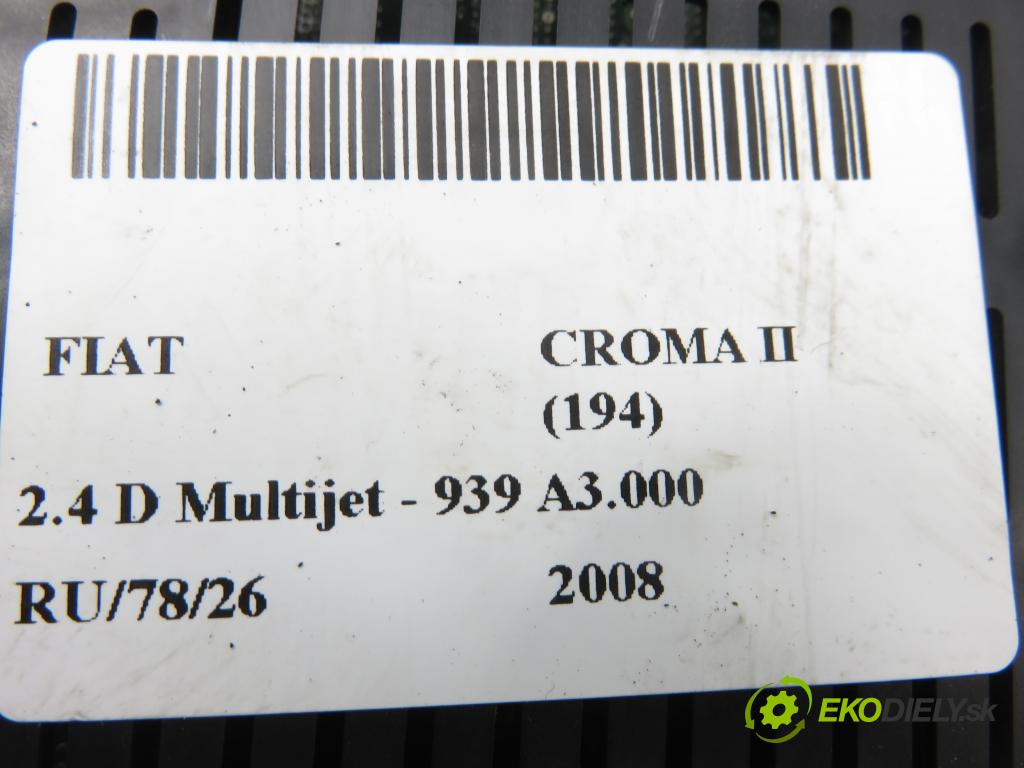 FIAT CROMA II
(194)
2.4 D Multijet - 939 A3.000
RU/78/26 2008
EKODIELY.sk